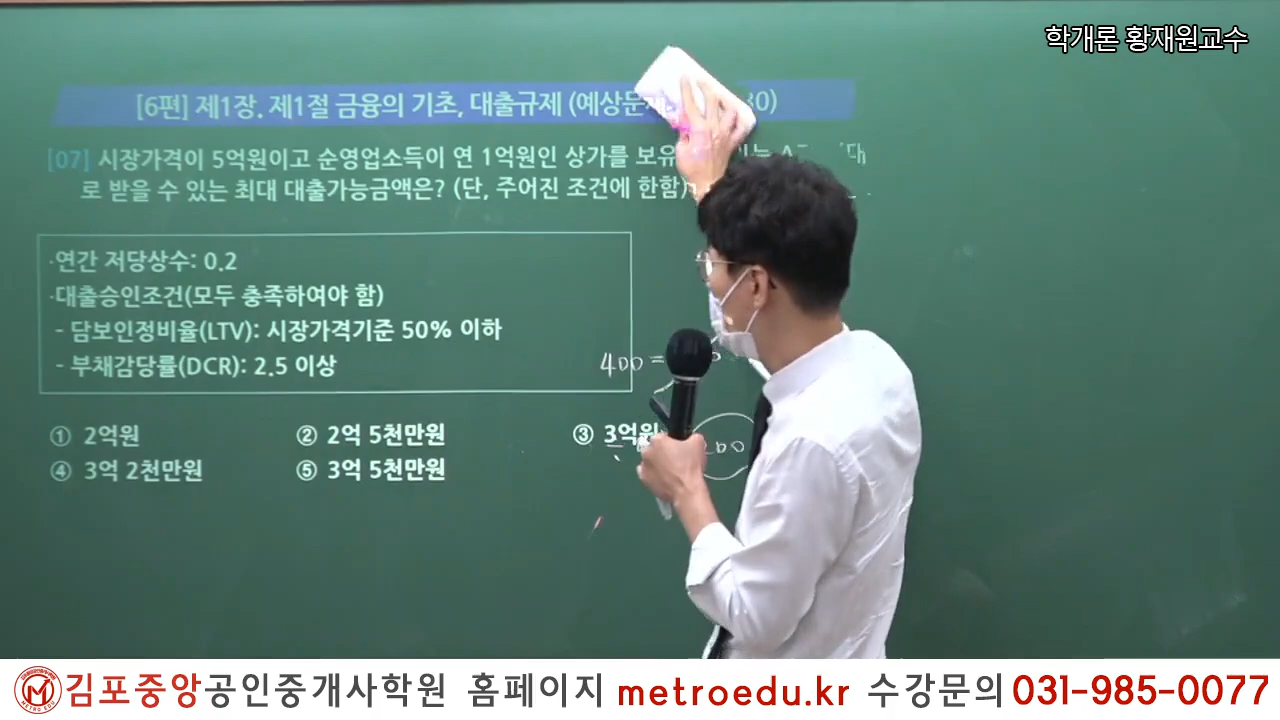 학개론 황재원교수
[6편] 제1장. 제1절 금융의 기초, 대출규제 (예상문제 30)
[07] 시장가격이 5억원이고 순영업소득이 연 1억원인 상가를 보유
로 받을 수 있는 최대 대출가능금액은? (단, 주어진 조건에 한함)
·연간 저당상수: 0.2
·대출승인조건(모두 충족하여야 함)
- 담보인정비율(LTV): 시장가격기준 50% 이하
- 부채감당률(DCR): 2.5 이상
400 =
① 2억원 ② 2억 5천만원 ③ 3억원
200
④ 3억 2천만원 ⑤ 3억 5천만원
METRO EDU
김포중앙공인중개사학원 홈페이지 metroedu.kr 수강문의 031-985-0077